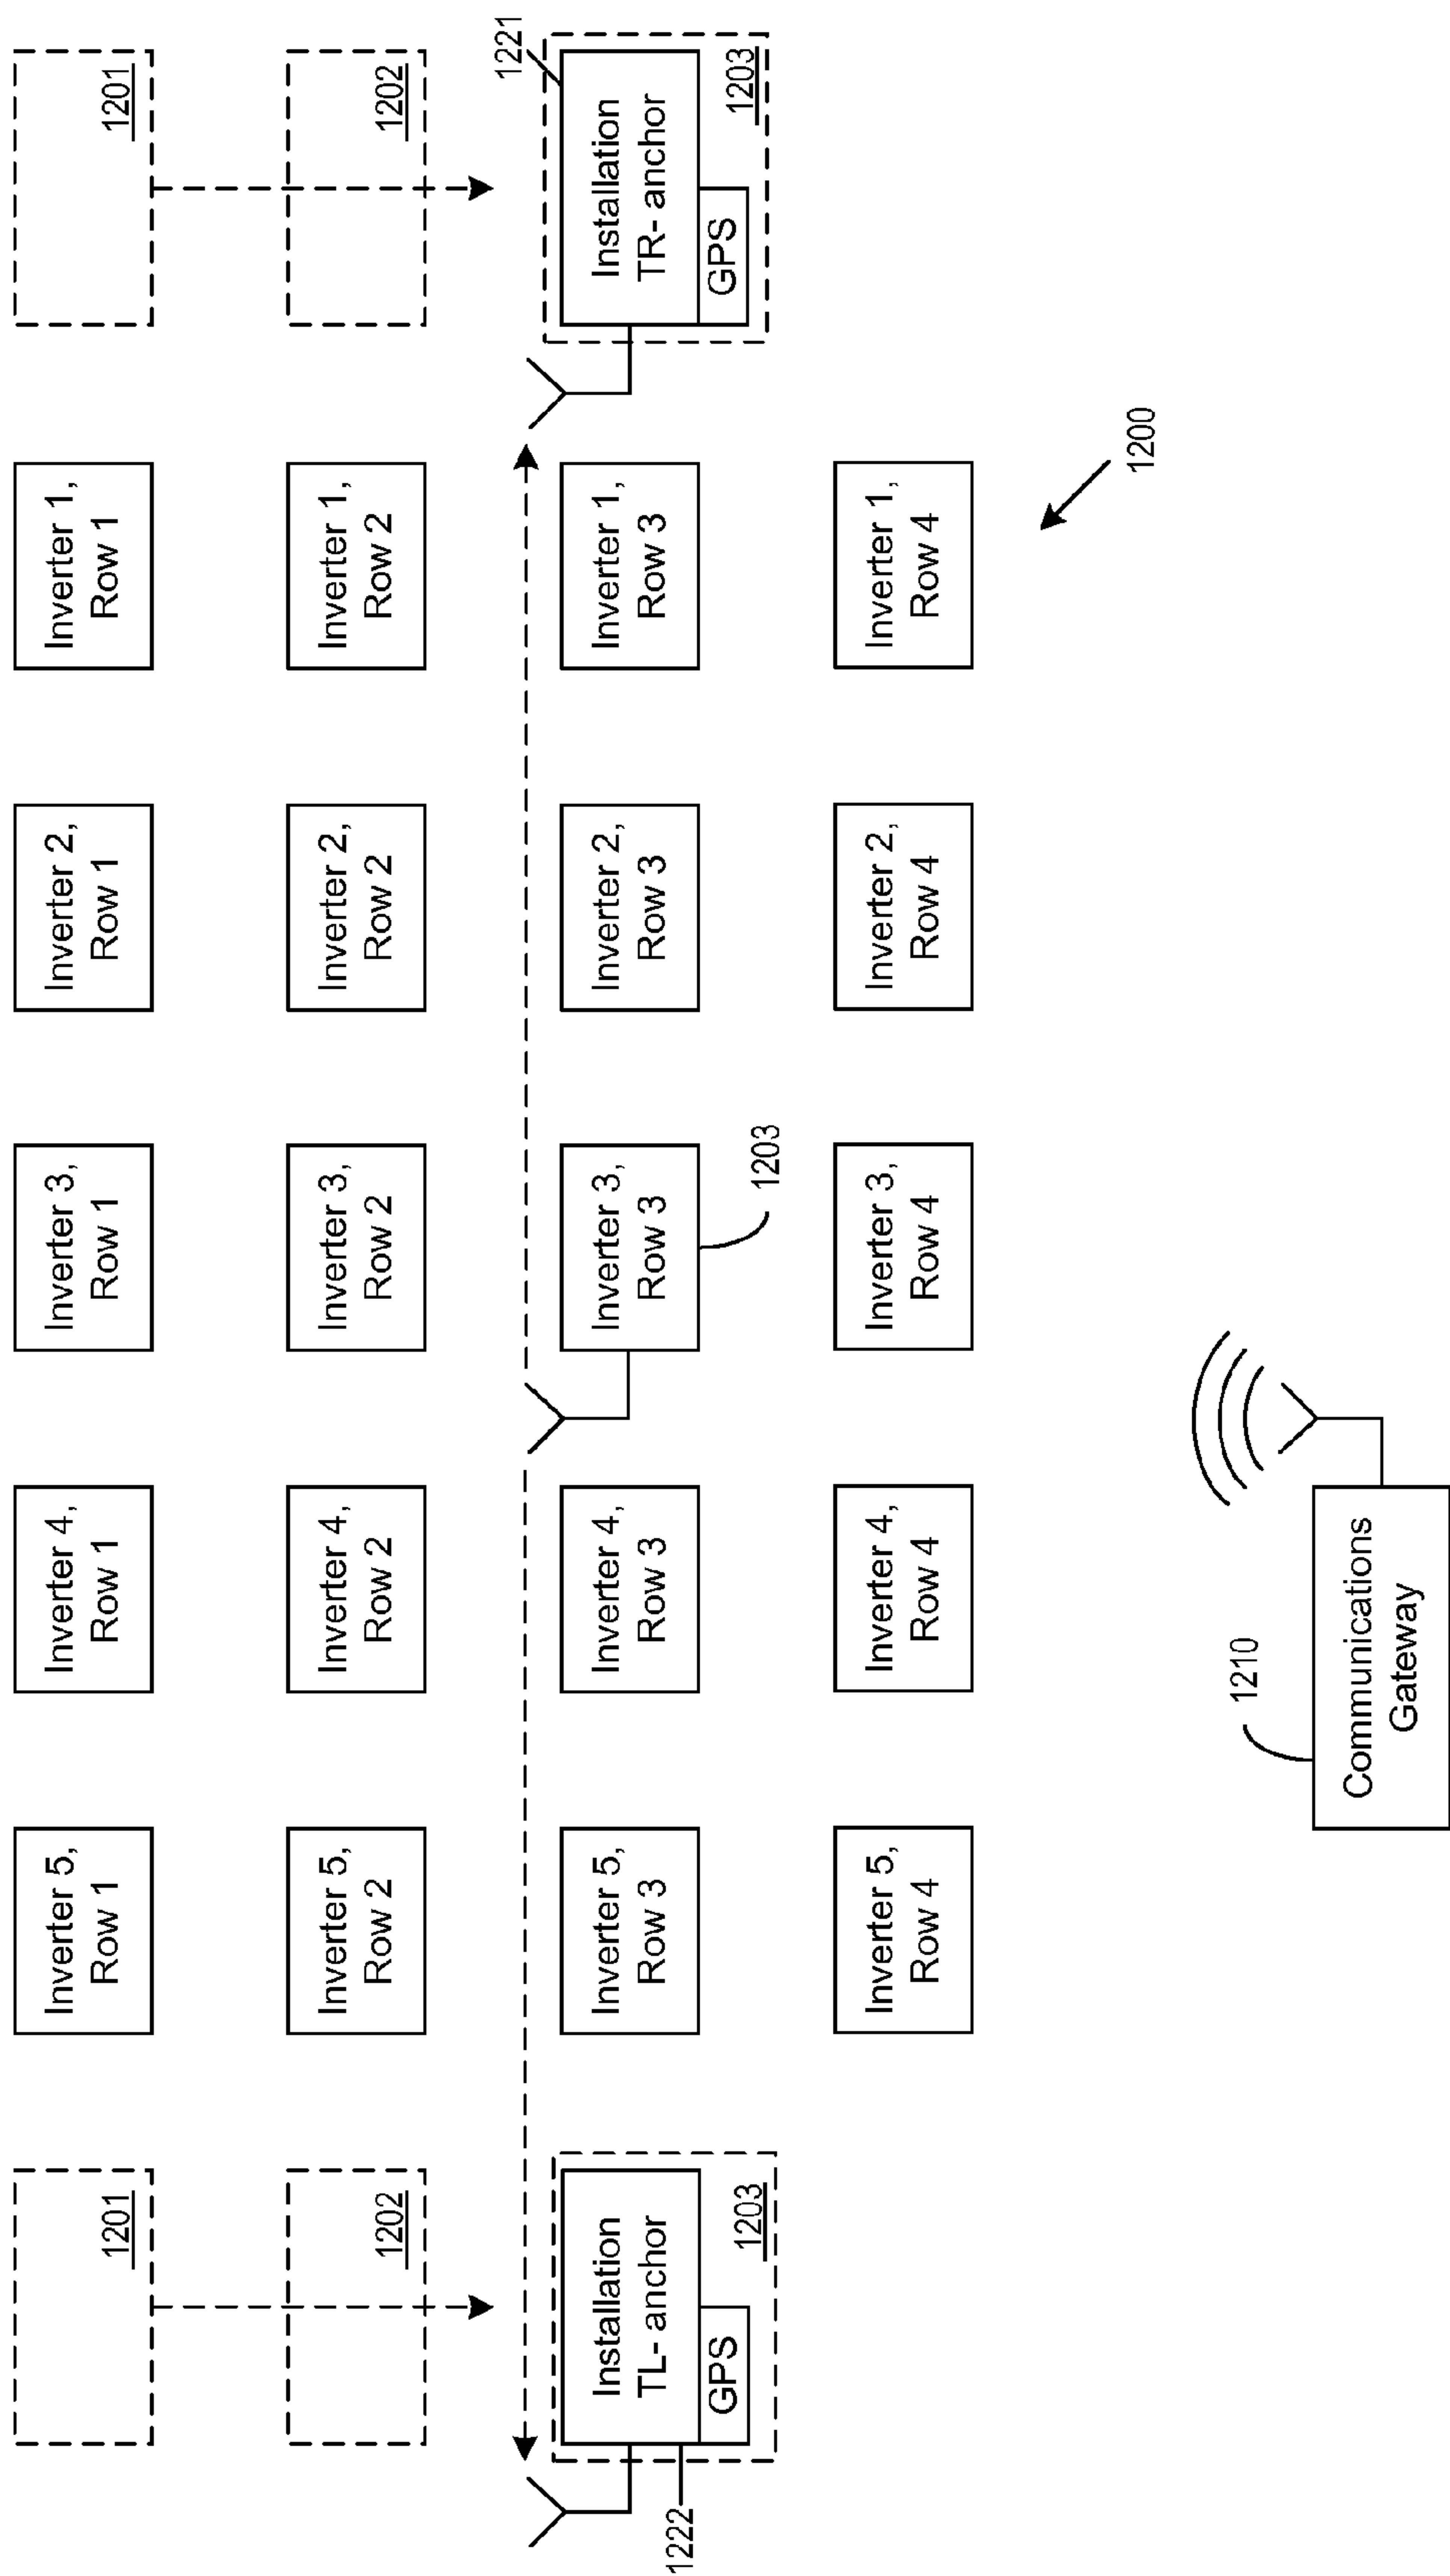 1201
Inverter 5,
Row 1
Inverter 4,
Row 1
Inverter 3,
Row 1
Inverter 2,
Row 1
Inverter 1,
Row 1
1201
1202
Inverter 5,
Row 2
Inverter 4,
Row 2
Inverter 3,
Row 2
Inverter 2,
Row 2
Inverter 1,
Row 2
1202
1222
Installation
TL- anchor
GPS
1203
Inverter 5,
Row 3
Inverter 4,
Row 3
Inverter 3,
Row 3
1203
Inverter 2,
Row 3
Inverter 1,
Row 3
1221
Installation
TR- anchor
GPS
1203
Inverter 5,
Row 4
Inverter 4,
Row 4
Inverter 3,
Row 4
Inverter 2,
Row 4
Inverter 1,
Row 4
1200
1210
Communications
Gateway